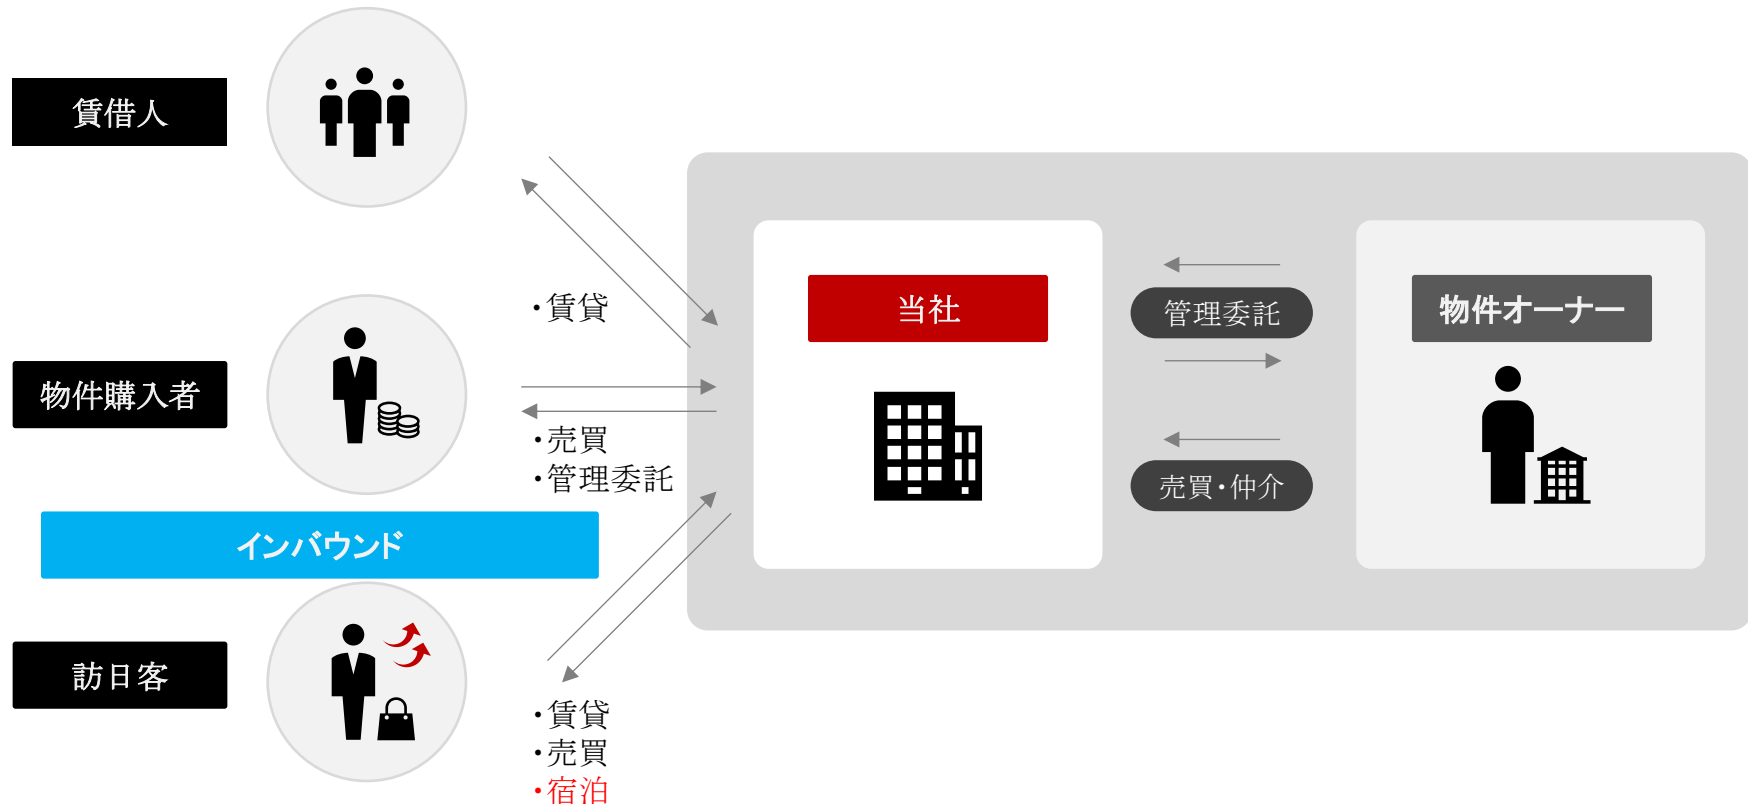 賃借人
・賃貸
当社
管理委託
物件オーナー
物件購入者
・売買
・管理委託
売買・仲介
インバウンド
訪日客
・賃貸
・売買
・宿泊